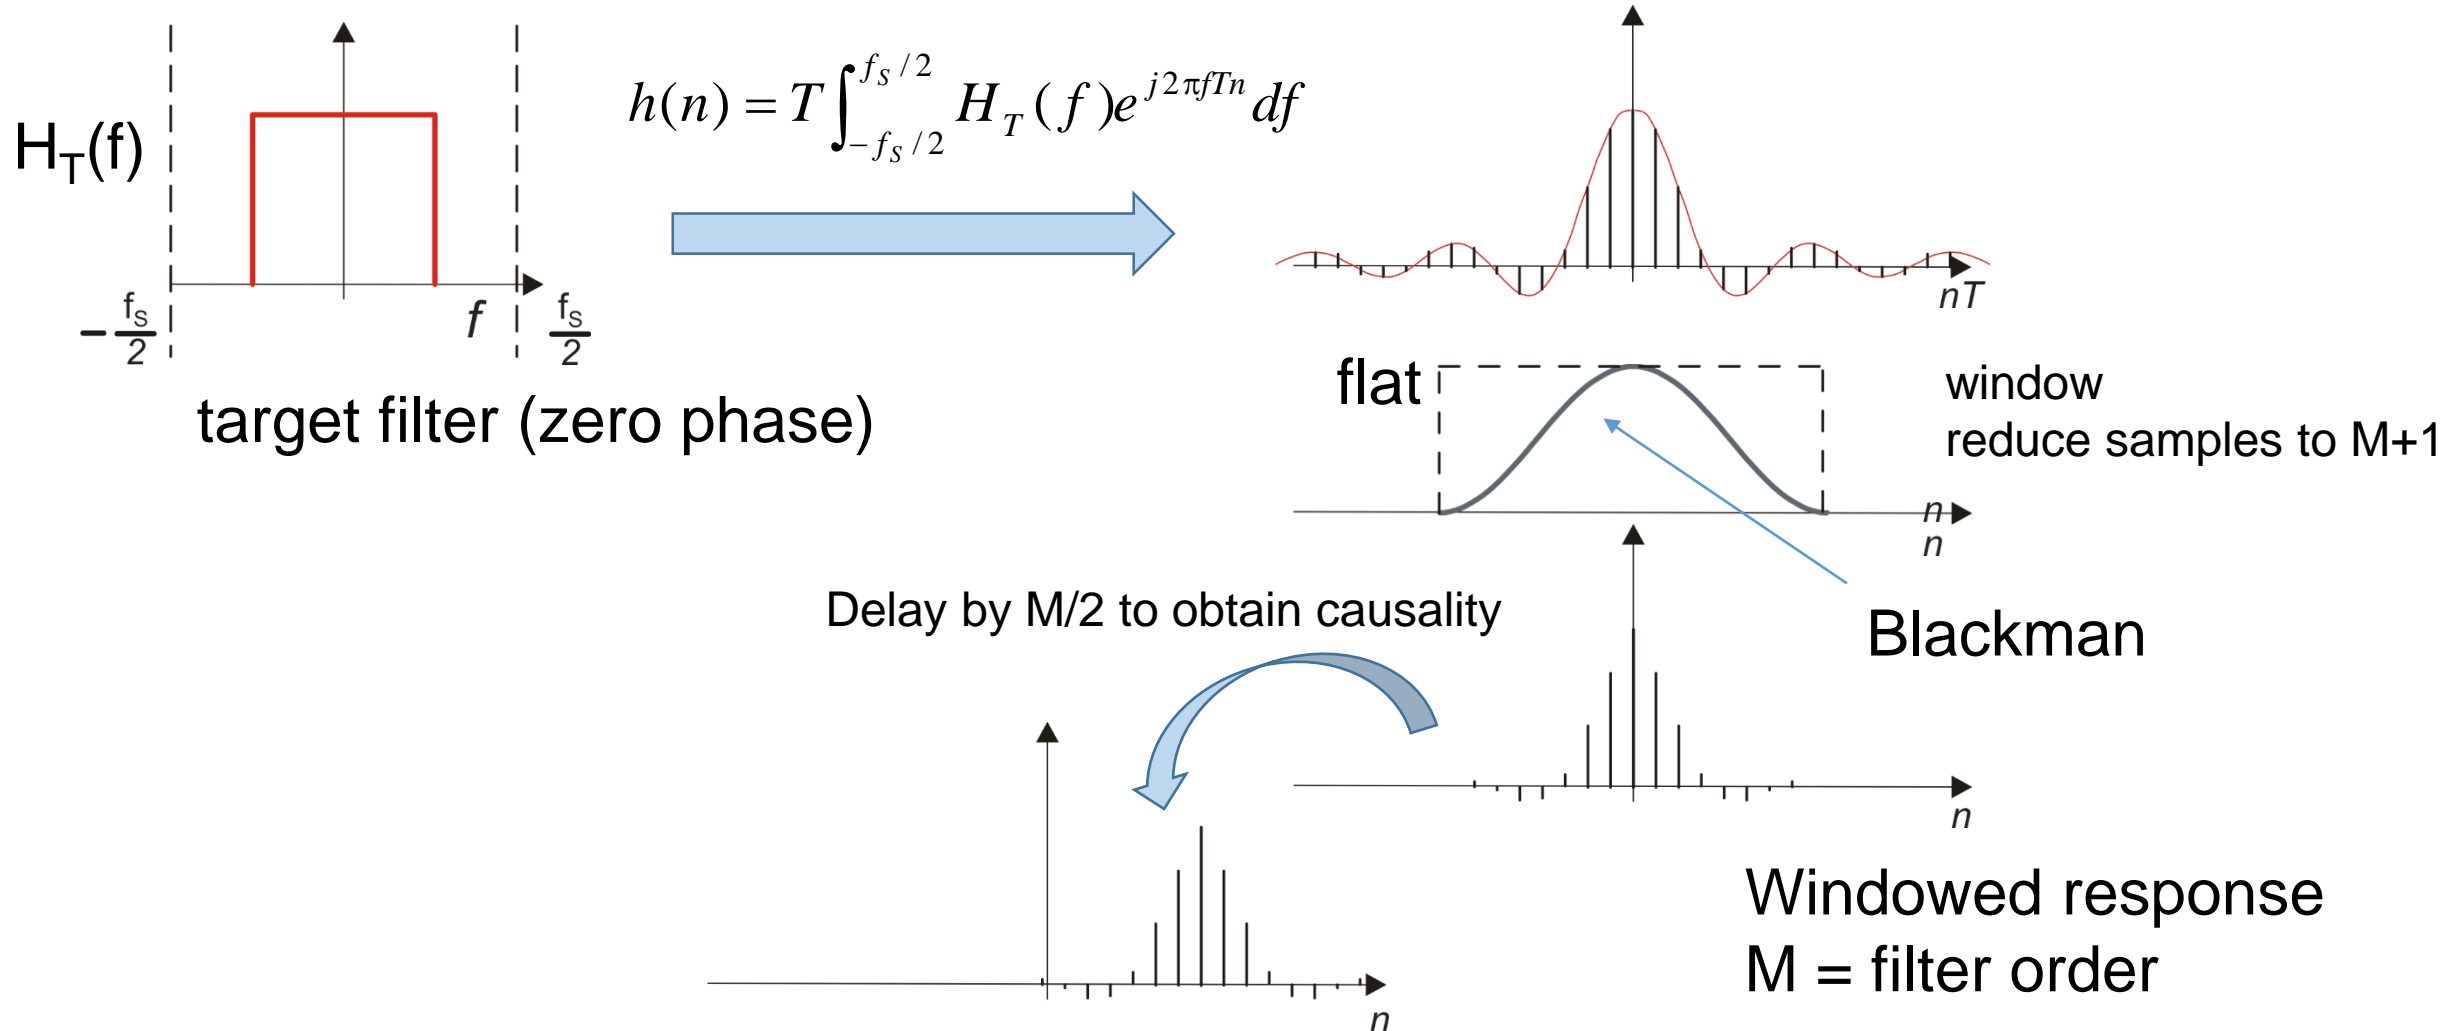 h(n) = T∫_{-f_S/2}^{f_S/2} H_T(f)e^{j2πfTn} df
H_T(f)
-f_S/2
f
f_S/2
target filter (zero phase)
nT
flat
window
reduce samples to M+1
n
n
Delay by M/2 to obtain causality
Blackman
n
Windowed response
M = filter order
n